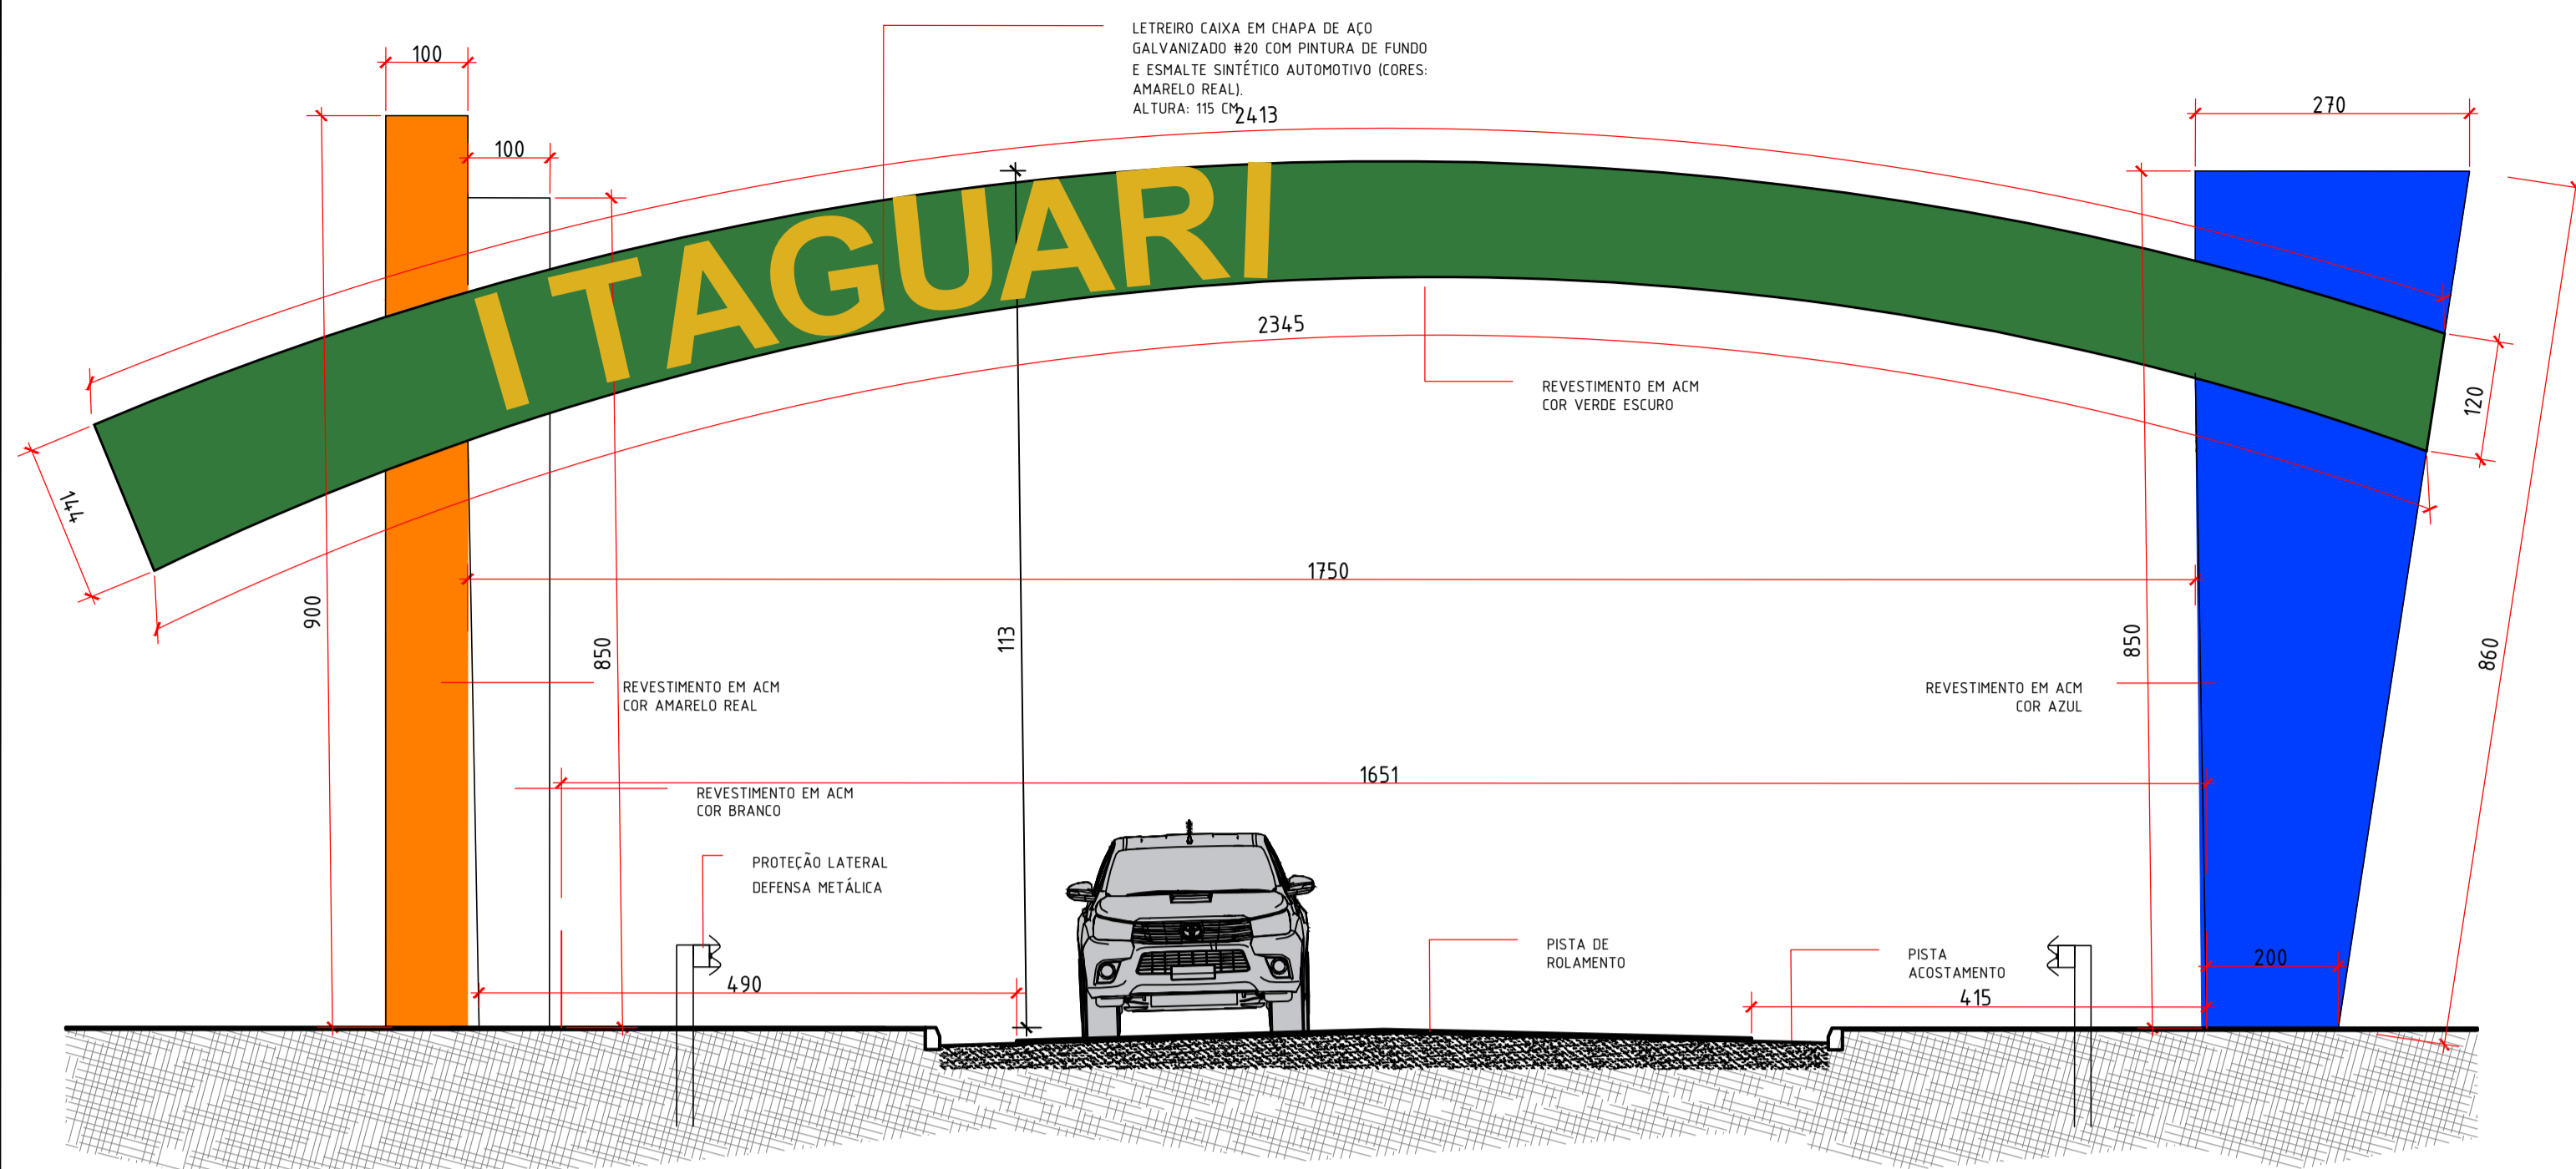 LETREIRO CAIXA EM CHAPA DE AÇO
GALVANIZADO #20 COM PINTURA DE FUNDO
E ESMALTE SINTÉTICO AUTOMOTIVO (CORES:
AMARELO REAL).
ALTURA: 115 CM
2413
100
270
100
ITAGUARI
2345
REVESTIMENTO EM ACM
COR VERDE ESCURO
120
144
1750
900
850
113
850
860
REVESTIMENTO EM ACM
COR AMARELO REAL
REVESTIMENTO EM ACM
COR AZUL
1651
REVESTIMENTO EM ACM
COR BRANCO
PROTEÇÃO LATERAL
DEFENSA METÁLICA
PISTA DE
ROLAMENTO
PISTA
ACOSTAMENTO
200
490
415